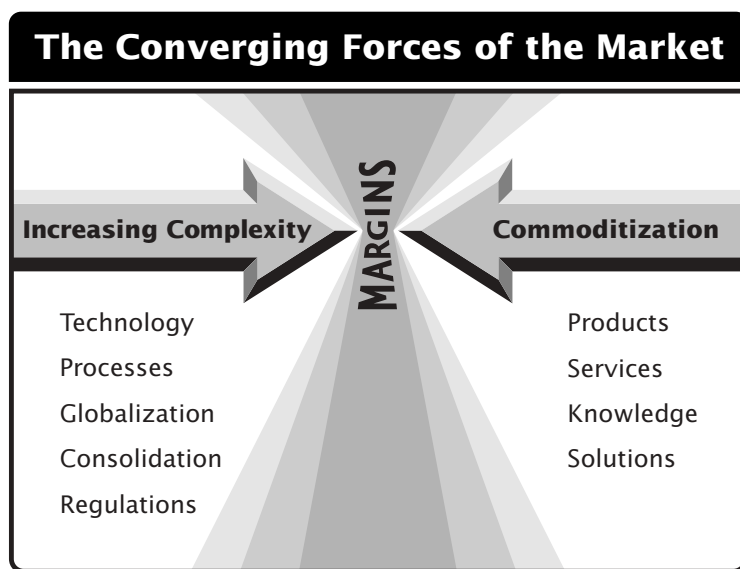 The Converging Forces of the Market
Increasing Complexity
MARGINS
Commoditization
Technology
Processes
Globalization
Consolidation
Regulations
Products
Services
Knowledge
Solutions